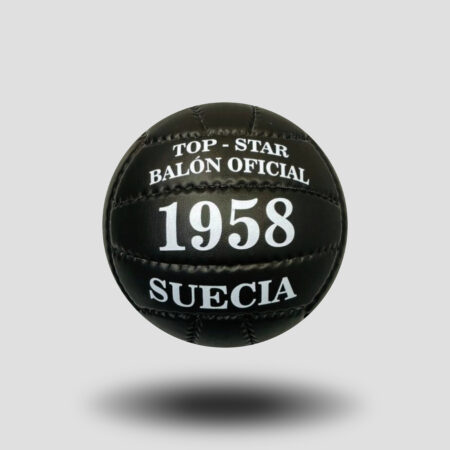 TOP - STAR
BALÓN OFICIAL
1958
SUECIA